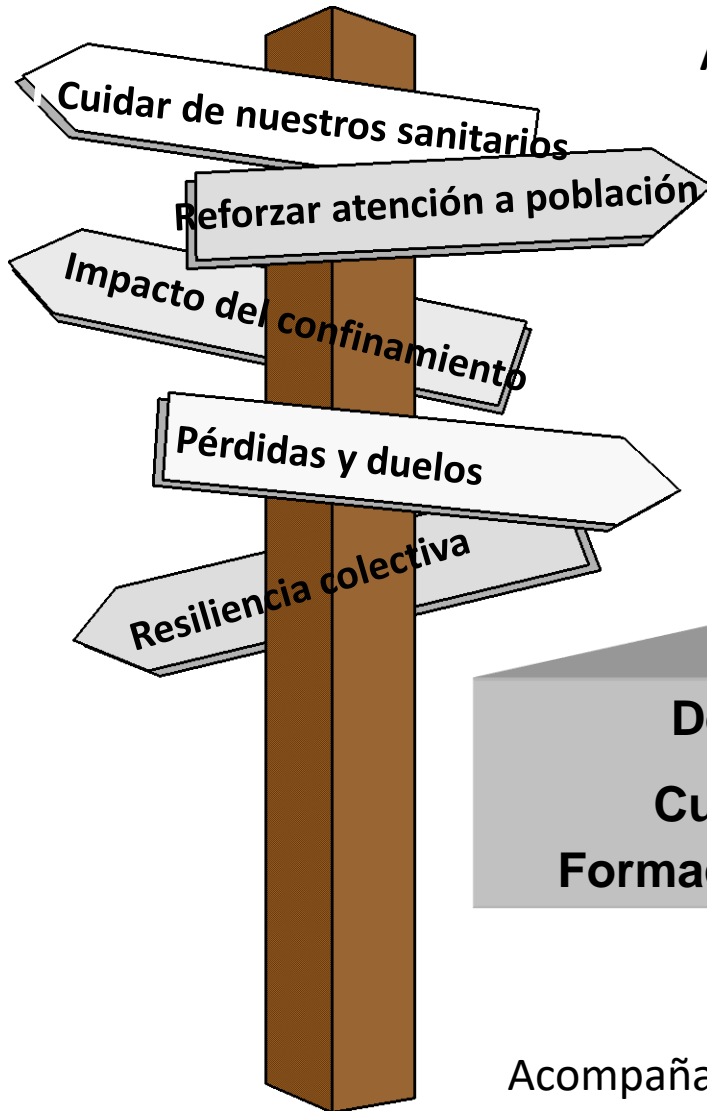 Cuidar de nuestros sanitarios
Reforzar atención a población
Impacto del confinamiento
Pérdidas y duelos
Resiliencia colectiva